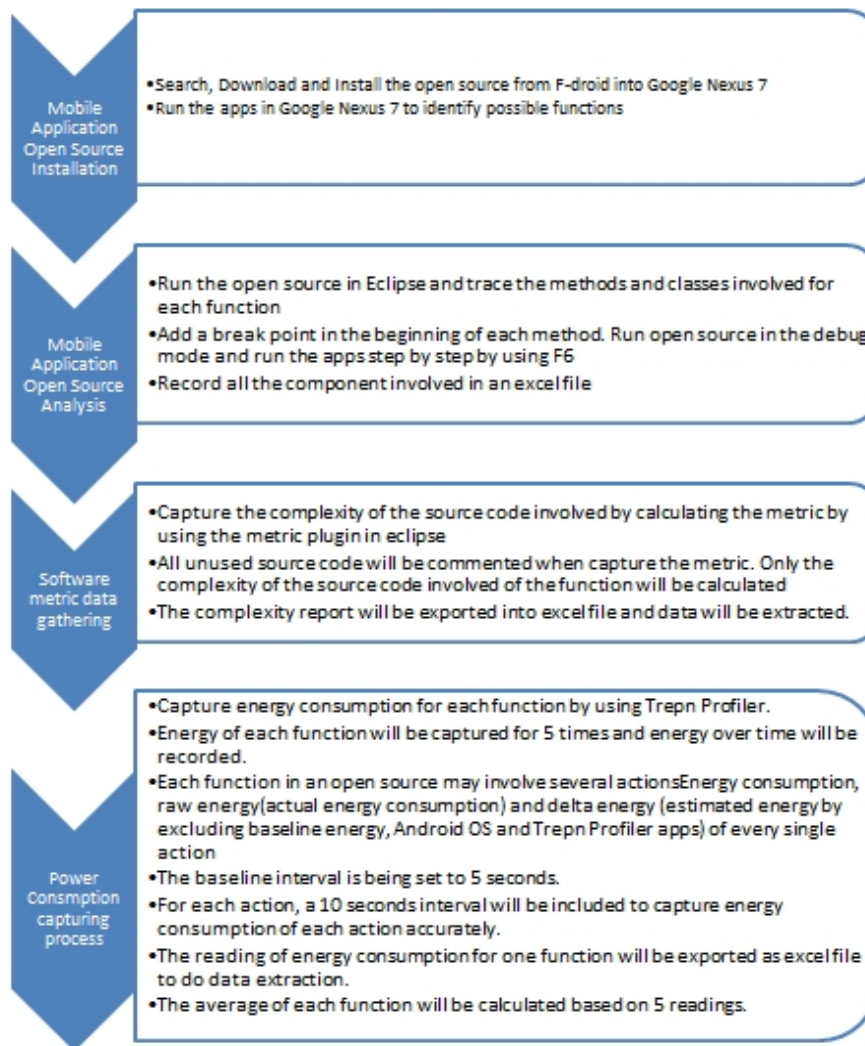 Mobile
Application
Open Source
Installation
•Search, Download and Install the open source from F-droid into Google Nexus 7
•Run the apps in Google Nexus 7 to identify possible functions
Mobile
Application
Open Source
Analysis
•Run the open source in Eclipse and trace the methods and classes involved for
each function
•Add a break point in the beginning of each method. Run open source in the debug
mode and run the apps step by step by using F6
•Record all the component involved in an excel file
Software
metric data
gathering
•Capture the complexity of the source code involved by calculating the metric by
using the metric plugin in eclipse
•All unused source code will be commented when capture the metric. Only the
complexity of the source code involved of the function will be calculated
•The complexity report will be exported into excel file and data will be extracted.
Power
Consmption
capturing
process
•Capture energy consumption for each function by using Trepn Profiler.
•Energy of each function will be captured for 5 times and energy over time will be
recorded.
•Each function in an open source may involve several actionsEnergy consumption,
raw energy(actual energy consumption) and delta energy (estimated energy by
excluding baseline energy, Android OS and Trepn Profiler apps) of every single
action
•The baseline interval is being set to 5 seconds.
•For each action, a 10 seconds interval will be included to capture energy
consumption of each action accurately.
•The reading of energy consumption for one function will be exported as excel file
to do data extraction.
•The average of each function will be calculated based on 5 readings.